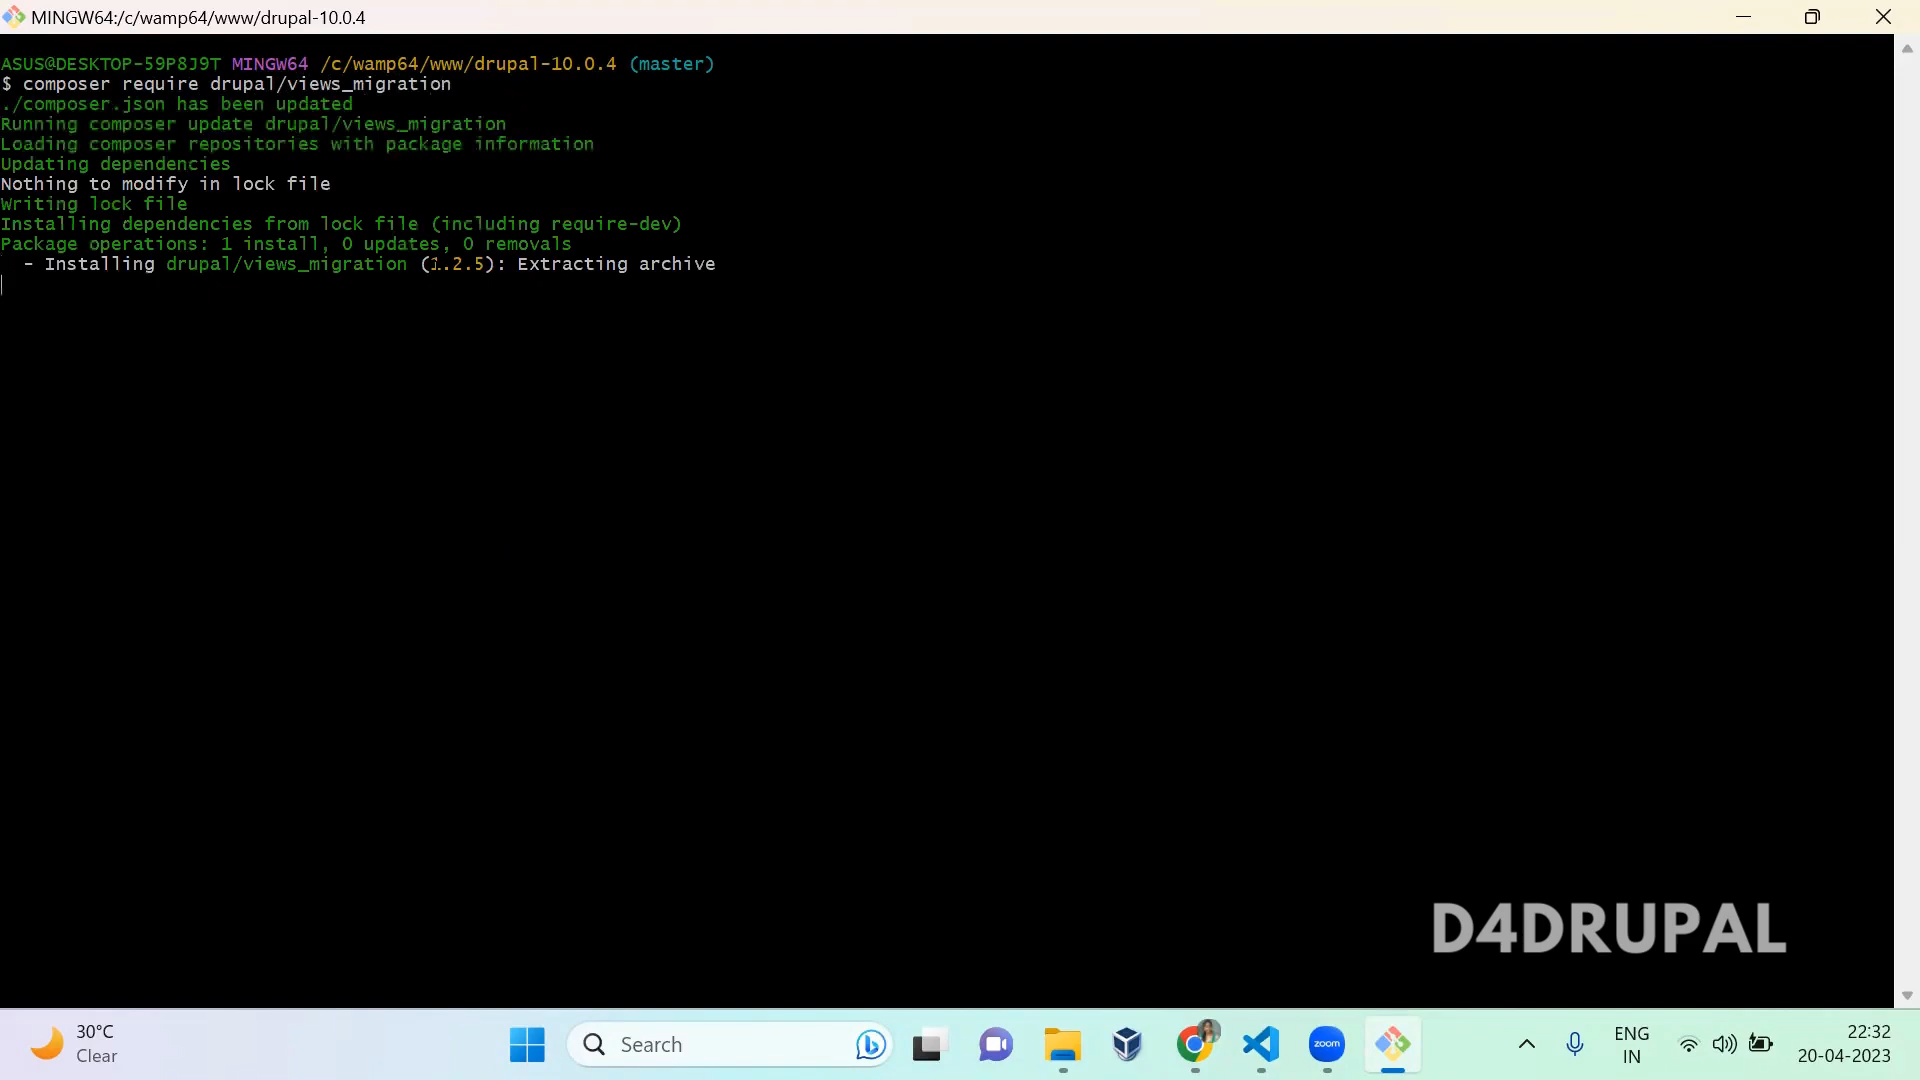 MINGW64:/c/wamp64/www/drupal-10.0.4
ASUS@DESKTOP-59P8J9T MINGW64 /c/wamp64/www/drupal-10.0.4 (master)
$ composer require drupal/views_migration
./composer.json has been updated
Running composer update drupal/views_migration
Loading composer repositories with package information
Updating dependencies
Nothing to modify in lock file
Writing lock file
Installing dependencies from lock file (including require-dev)
Package operations: 1 install, 0 updates, 0 removals
  - Installing drupal/views_migration (1.2.5): Extracting archive
D4DRUPAL
30°C
Clear
Search
zoom
ENG
IN
22:32
20-04-2023